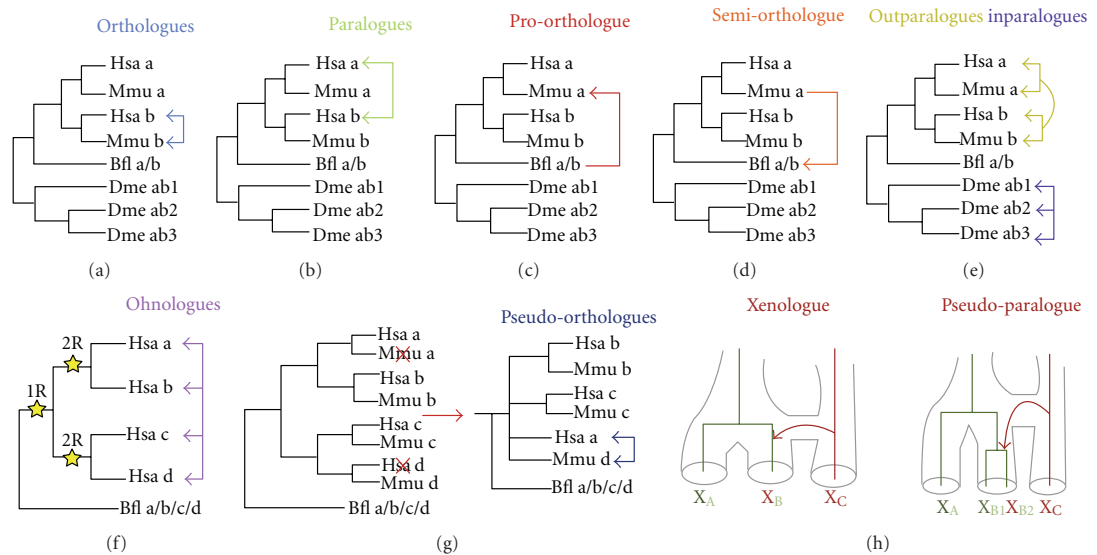 Orthologues
Hsa a
Mmu a
Hsa b
Mmu b
Bfl a/b
Dme ab1
Dme ab2
Dme ab3
(a)
Paralogues
Hsa a
Mmu a
Hsa b
Mmu b
Bfl a/b
Dme ab1
Dme ab2
Dme ab3
(b)
Pro-orthologue
Hsa a
Mmu a
Hsa b
Mmu b
Bfl a/b
Dme ab1
Dme ab2
Dme ab3
(c)
Semi-orthologue
Hsa a
Mmu a
Hsa b
Mmu b
Bfl a/b
Dme ab1
Dme ab2
Dme ab3
(d)
Outparalogues inparalogues
Hsa a
Mmu a
Hsa b
Mmu b
Bfl a/b
Dme ab1
Dme ab2
Dme ab3
(e)
Ohnologues
1R
2R
2R
Hsa a
Hsa b
Hsa c
Hsa d
Bfl a/b/c/d
(f)
Hsa a
Mmu a
Hsa b
Mmu b
Hsa c
Mmu c
Hsa d
Mmu d
Bfl a/b/c/d
Pseudo-orthologues
Hsa b
Mmu b
Hsa c
Mmu c
Hsa a
Mmu d
Bfl a/b/c/d
(g)
Xenologue
XA XB XC
Pseudo-paralogue
XA XB1XB2 XC
(h)